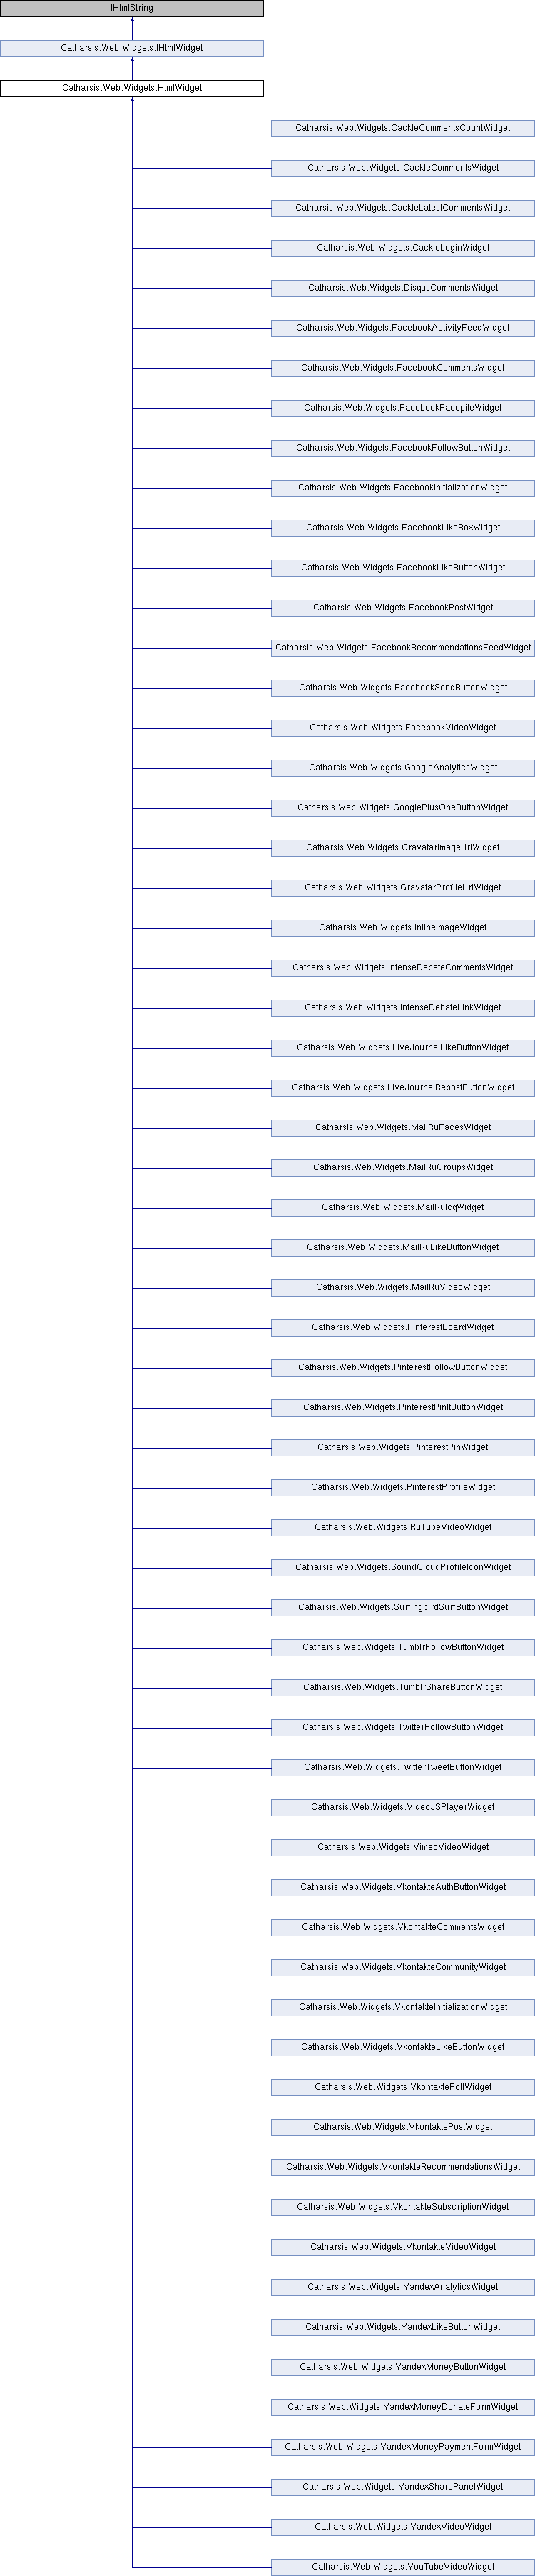 IHtmlString
Catharsis.Web.Widgets.IHtmlWidget
Catharsis.Web.Widgets.HtmlWidget
Catharsis.Web.Widgets.CackleCommentsCountWidget
Catharsis.Web.Widgets.CackleCommentsWidget
Catharsis.Web.Widgets.CackleLatestCommentsWidget
Catharsis.Web.Widgets.CackleLoginWidget
Catharsis.Web.Widgets.DisqusCommentsWidget
Catharsis.Web.Widgets.FacebookActivityFeedWidget
Catharsis.Web.Widgets.FacebookCommentsWidget
Catharsis.Web.Widgets.FacebookFacepileWidget
Catharsis.Web.Widgets.FacebookFollowButtonWidget
Catharsis.Web.Widgets.FacebookInitializationWidget
Catharsis.Web.Widgets.FacebookLikeBoxWidget
Catharsis.Web.Widgets.FacebookLikeButtonWidget
Catharsis.Web.Widgets.FacebookPostWidget
Catharsis.Web.Widgets.FacebookRecommendationsFeedWidget
Catharsis.Web.Widgets.FacebookSendButtonWidget
Catharsis.Web.Widgets.FacebookVideoWidget
Catharsis.Web.Widgets.GoogleAnalyticsWidget
Catharsis.Web.Widgets.GooglePlusOneButtonWidget
Catharsis.Web.Widgets.GravatarImageUrlWidget
Catharsis.Web.Widgets.GravatarProfileUrlWidget
Catharsis.Web.Widgets.InlineImageWidget
Catharsis.Web.Widgets.IntenseDebateCommentsWidget
Catharsis.Web.Widgets.IntenseDebateLinkWidget
Catharsis.Web.Widgets.LiveJournalLikeButtonWidget
Catharsis.Web.Widgets.LiveJournalRepostButtonWidget
Catharsis.Web.Widgets.MailRuFacesWidget
Catharsis.Web.Widgets.MailRuGroupsWidget
Catharsis.Web.Widgets.MailRuIcqWidget
Catharsis.Web.Widgets.MailRuLikeButtonWidget
Catharsis.Web.Widgets.MailRuVideoWidget
Catharsis.Web.Widgets.PinterestBoardWidget
Catharsis.Web.Widgets.PinterestFollowButtonWidget
Catharsis.Web.Widgets.PinterestPinItButtonWidget
Catharsis.Web.Widgets.PinterestPinWidget
Catharsis.Web.Widgets.PinterestProfileWidget
Catharsis.Web.Widgets.RuTubeVideoWidget
Catharsis.Web.Widgets.SoundCloudProfileIconWidget
Catharsis.Web.Widgets.SurfingbirdSurfButtonWidget
Catharsis.Web.Widgets.TumblrFollowButtonWidget
Catharsis.Web.Widgets.TumblrShareButtonWidget
Catharsis.Web.Widgets.TwitterFollowButtonWidget
Catharsis.Web.Widgets.TwitterTweetButtonWidget
Catharsis.Web.Widgets.VideoJSPlayerWidget
Catharsis.Web.Widgets.VimeoVideoWidget
Catharsis.Web.Widgets.VkontakteAuthButtonWidget
Catharsis.Web.Widgets.VkontakteCommentsWidget
Catharsis.Web.Widgets.VkontakteCommunityWidget
Catharsis.Web.Widgets.VkontakteInitializationWidget
Catharsis.Web.Widgets.VkontakteLikeButtonWidget
Catharsis.Web.Widgets.VkontaktePollWidget
Catharsis.Web.Widgets.VkontaktePostWidget
Catharsis.Web.Widgets.VkontakteRecommendationsWidget
Catharsis.Web.Widgets.VkontakteSubscriptionWidget
Catharsis.Web.Widgets.VkontakteVideoWidget
Catharsis.Web.Widgets.YandexAnalyticsWidget
Catharsis.Web.Widgets.YandexLikeButtonWidget
Catharsis.Web.Widgets.YandexMoneyButtonWidget
Catharsis.Web.Widgets.YandexMoneyDonateFormWidget
Catharsis.Web.Widgets.YandexMoneyPaymentFormWidget
Catharsis.Web.Widgets.YandexSharePanelWidget
Catharsis.Web.Widgets.YandexVideoWidget
Catharsis.Web.Widgets.YouTubeVideoWidget